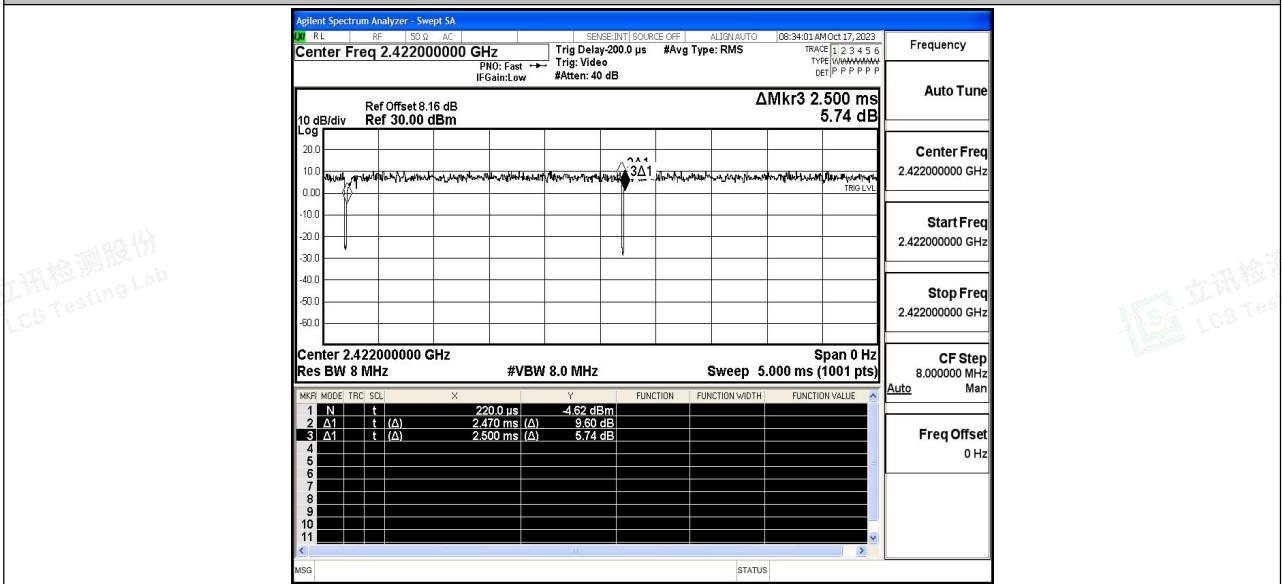 Agilent Spectrum Analyzer - Swept SA
LXI RL RF 50 Ω AC SENSE:INT SOURCE OFF ALIGN AUTO 08:34:01 AM Oct 17, 2023
Center Freq 2.422000000 GHz
PNO: Fast
IFGain:Low
Trig Delay-200.0 µs
Trig: Video
#Atten: 40 dB
#Avg Type: RMS
TRACE 1 2 3 4 5 6
TYPE WWWWWW
DET P P P P P P
ΔMkr3 2.500 ms
5.74 dB
Ref Offset 8.16 dB
10 dB/div Ref 30.00 dBm
Log
20.0
10.0
0.00
-10.0
-20.0
-30.0
-40.0
-50.0
-60.0
1
3Δ1
TRIG LVL
Center 2.422000000 GHz Span 0 Hz
Res BW 8 MHz #VBW 8.0 MHz Sweep 5.000 ms (1001 pts)
MKR MODE TRC SCL X Y FUNCTION FUNCTION WIDTH FUNCTION VALUE
1 N t 220.0 µs -4.62 dBm
2 Δ1 t (Δ) 2.470 ms (Δ) 9.60 dB
3 Δ1 t (Δ) 2.500 ms (Δ) 5.74 dB
4
5
6
7
8
9
10
11
MSG STATUS
Frequency
Auto Tune
Center Freq
2.422000000 GHz
Start Freq
2.422000000 GHz
Stop Freq
2.422000000 GHz
CF Step
8.000000 MHz
Auto Man
Freq Offset
0 Hz
立讯检测股份
LCS Testing Lab
立讯检测
LCS Tes